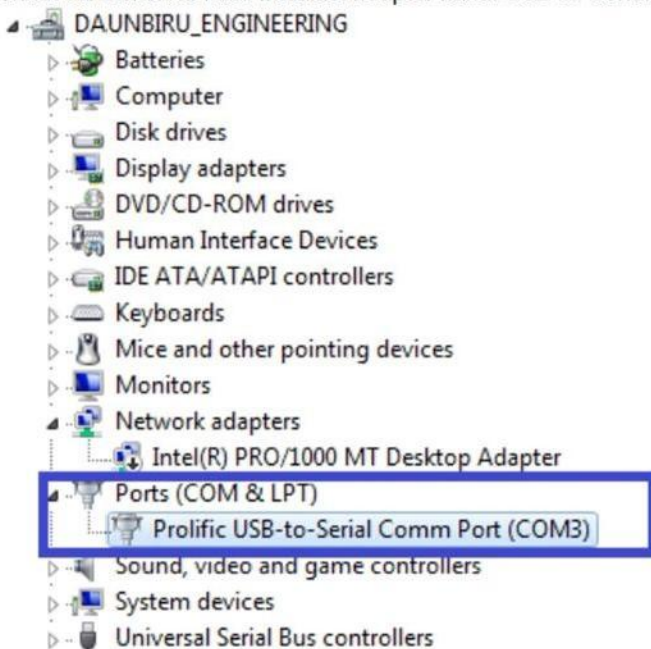 DAUNBIRU_ENGINEERING
Batteries
Computer
Disk drives
Display adapters
DVD/CD-ROM drives
Human Interface Devices
IDE ATA/ATAPI controllers
Keyboards
Mice and other pointing devices
Monitors
Network adapters
Intel(R) PRO/1000 MT Desktop Adapter
Ports (COM & LPT)
Prolific USB-to-Serial Comm Port (COM3)
Sound, video and game controllers
System devices
Universal Serial Bus controllers